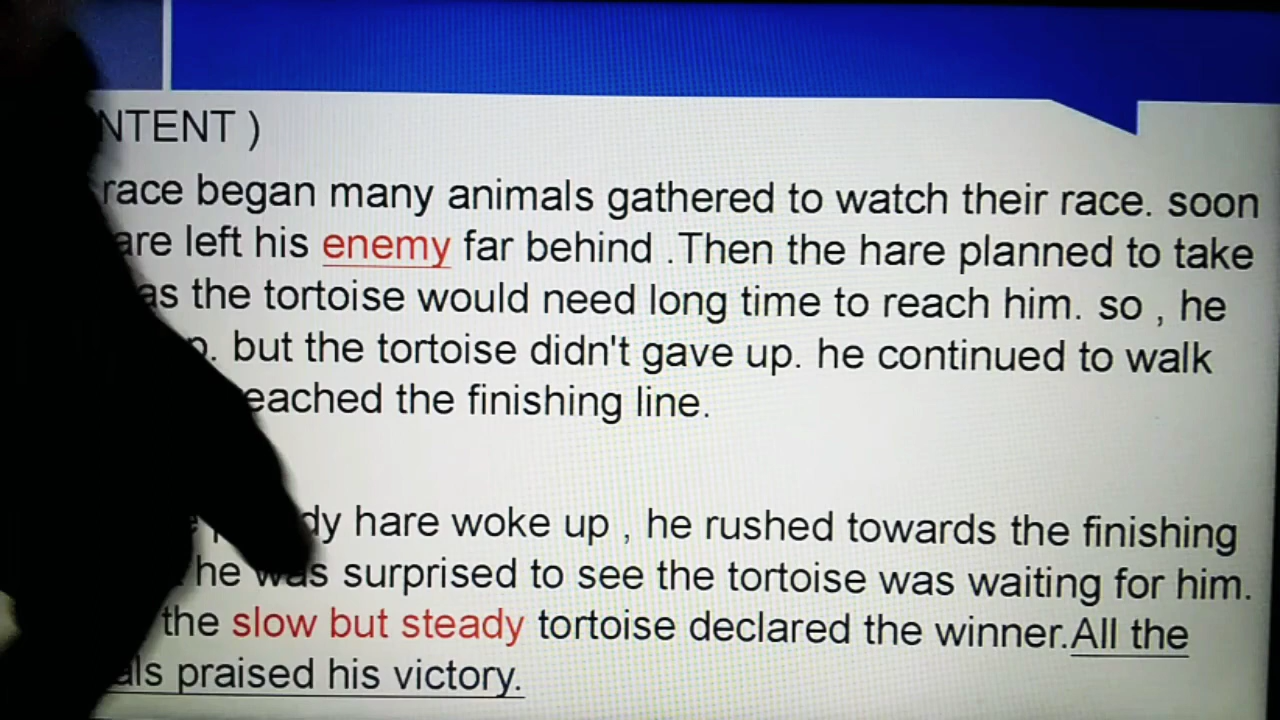 NTENT )
race began many animals gathered to watch their race. soon
left his enemy far behind .Then the hare planned to take
as the tortoise would need long time to reach him. so , he
but the tortoise didn't gave up. he continued to walk
the finishing line.
hare woke up , he rushed towards the finishing
he was surprised to see the tortoise was waiting for him.
the slow but steady tortoise declared the winner.All the
praised his victory.